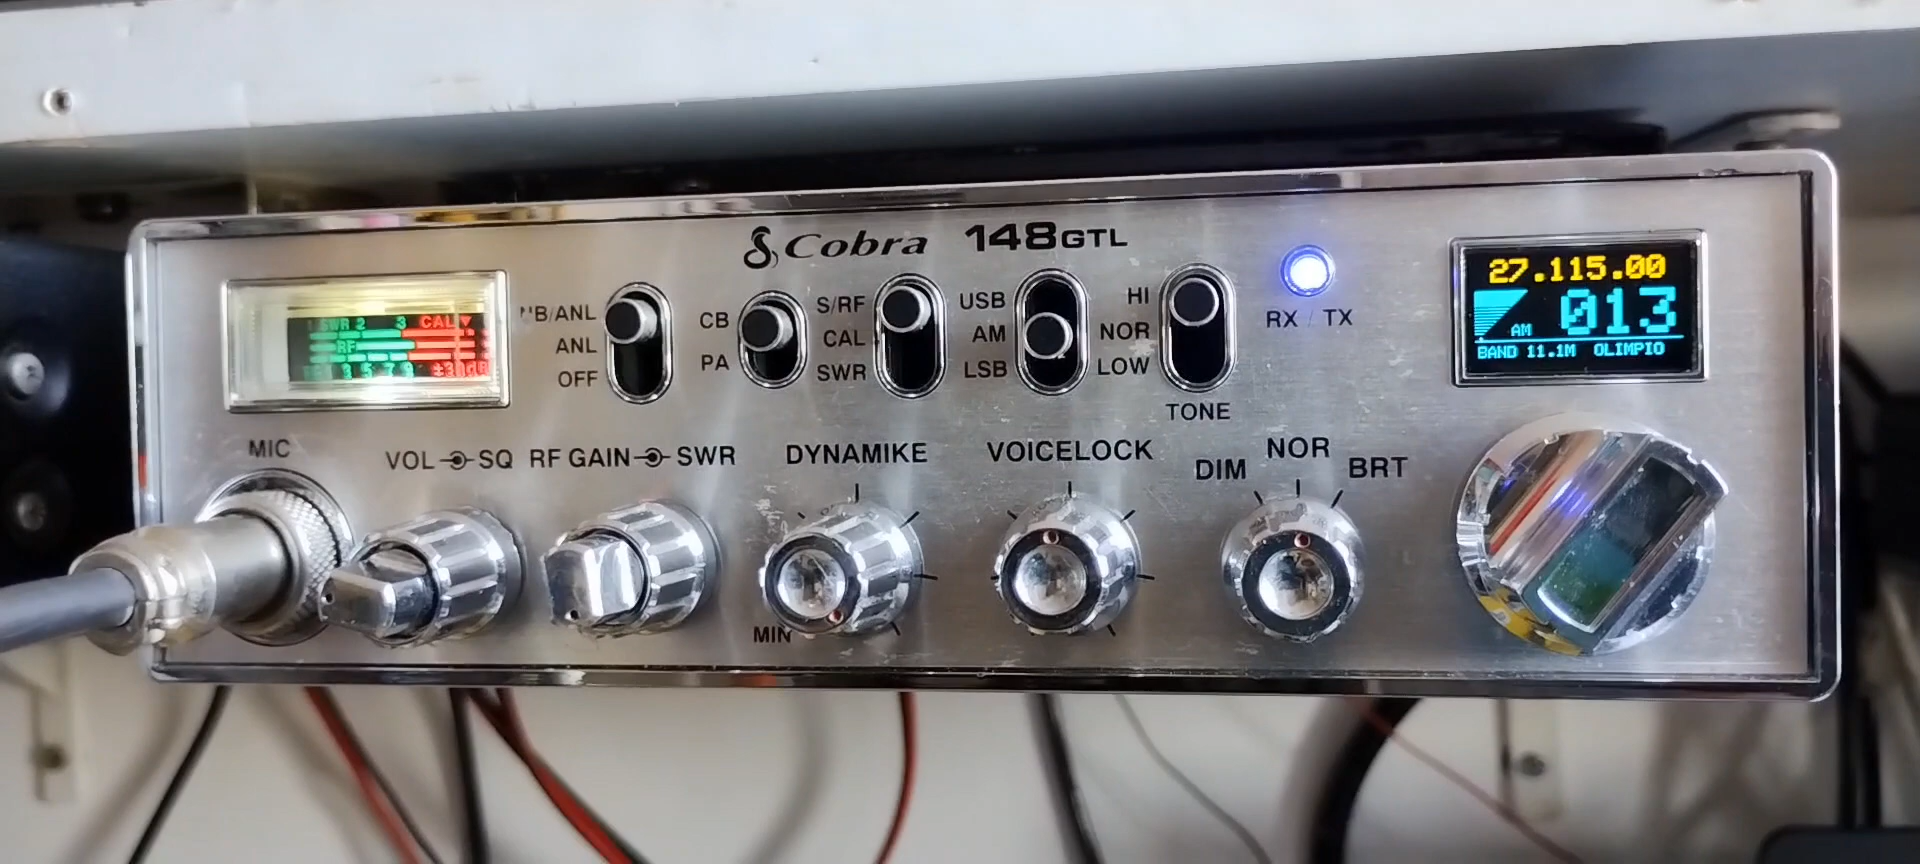 Cobra 148GTL
SWR 2 3 CAL
RF
3 5 7 9 +30dB
NB/ANL
ANL
OFF
CB
PA
S/RF
CAL
SWR
USB
AM
LSB
HI
NOR
LOW
TONE
RX / TX
27.115.00
AM 013
BAND 11.1M OLIMPIO
MIC
VOL SQ
RF GAIN SWR
DYNAMIKE
MIN
VOICELOCK
DIM
NOR
BRT